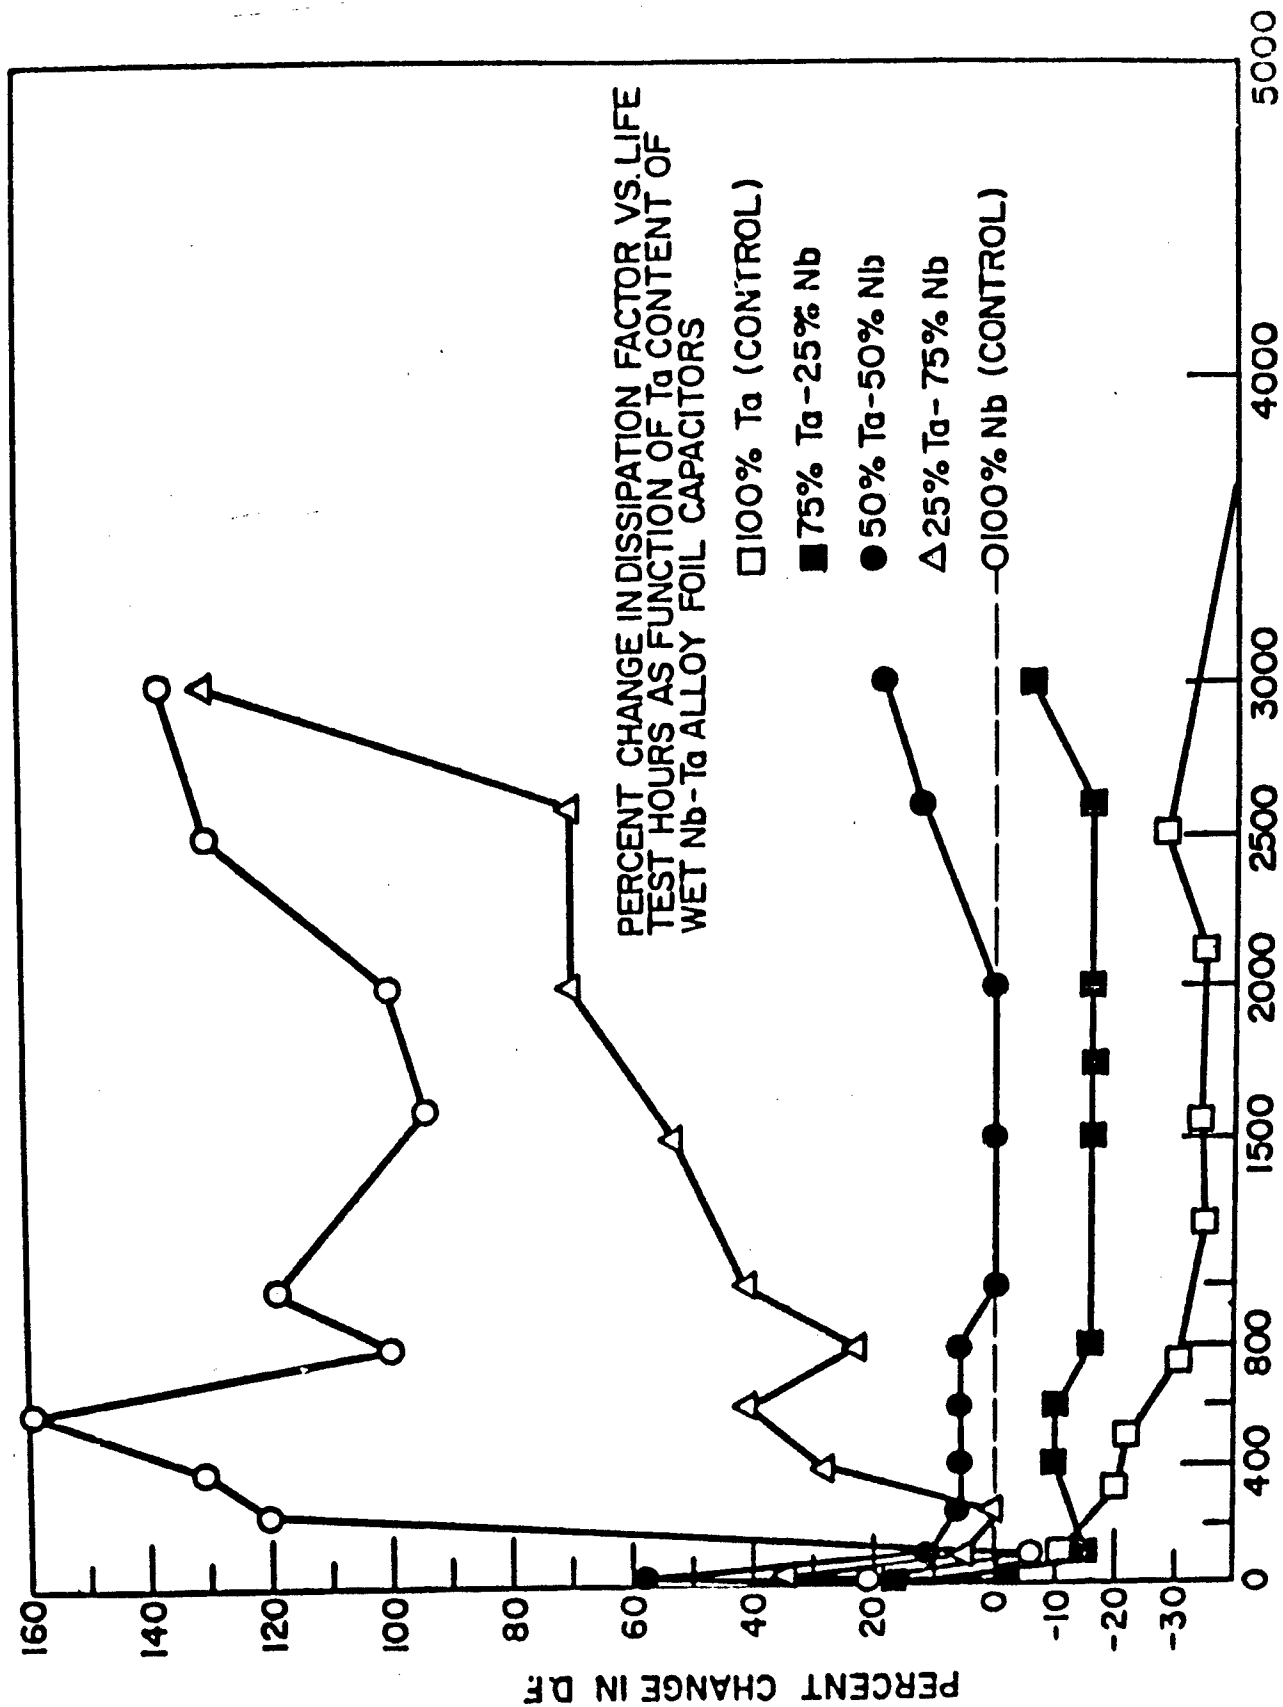 PERCENT CHANGE IN DISSIPATION FACTOR VS. LIFE
TEST HOURS AS FUNCTION OF Ta CONTENT OF
WET Nb-Ta ALLOY FOIL CAPACITORS
□ 100% Ta (CONTROL)
■ 75% Ta-25% Nb
● 50% Ta-50% Nb
△ 25% Ta-75% Nb
○ 100% Nb (CONTROL)
PERCENT CHANGE IN D.F.
160
140
120
100
80
60
40
20
0
-10
-20
-30
0 400 800 1500 2000 2500 3000 4000 5000